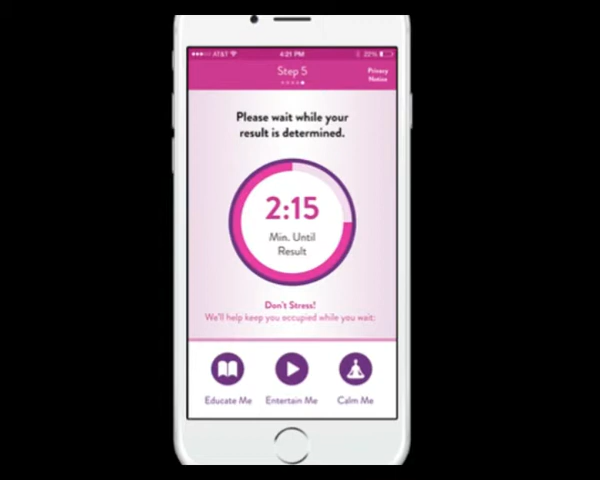 AT&T 4:21 PM 22%
Step 5
Privacy
Notice
Please wait while your
result is determined.
2:15
Min. Until
Result
Don't Stress!
We'll help keep you occupied while you wait:
Educate Me Entertain Me Calm Me